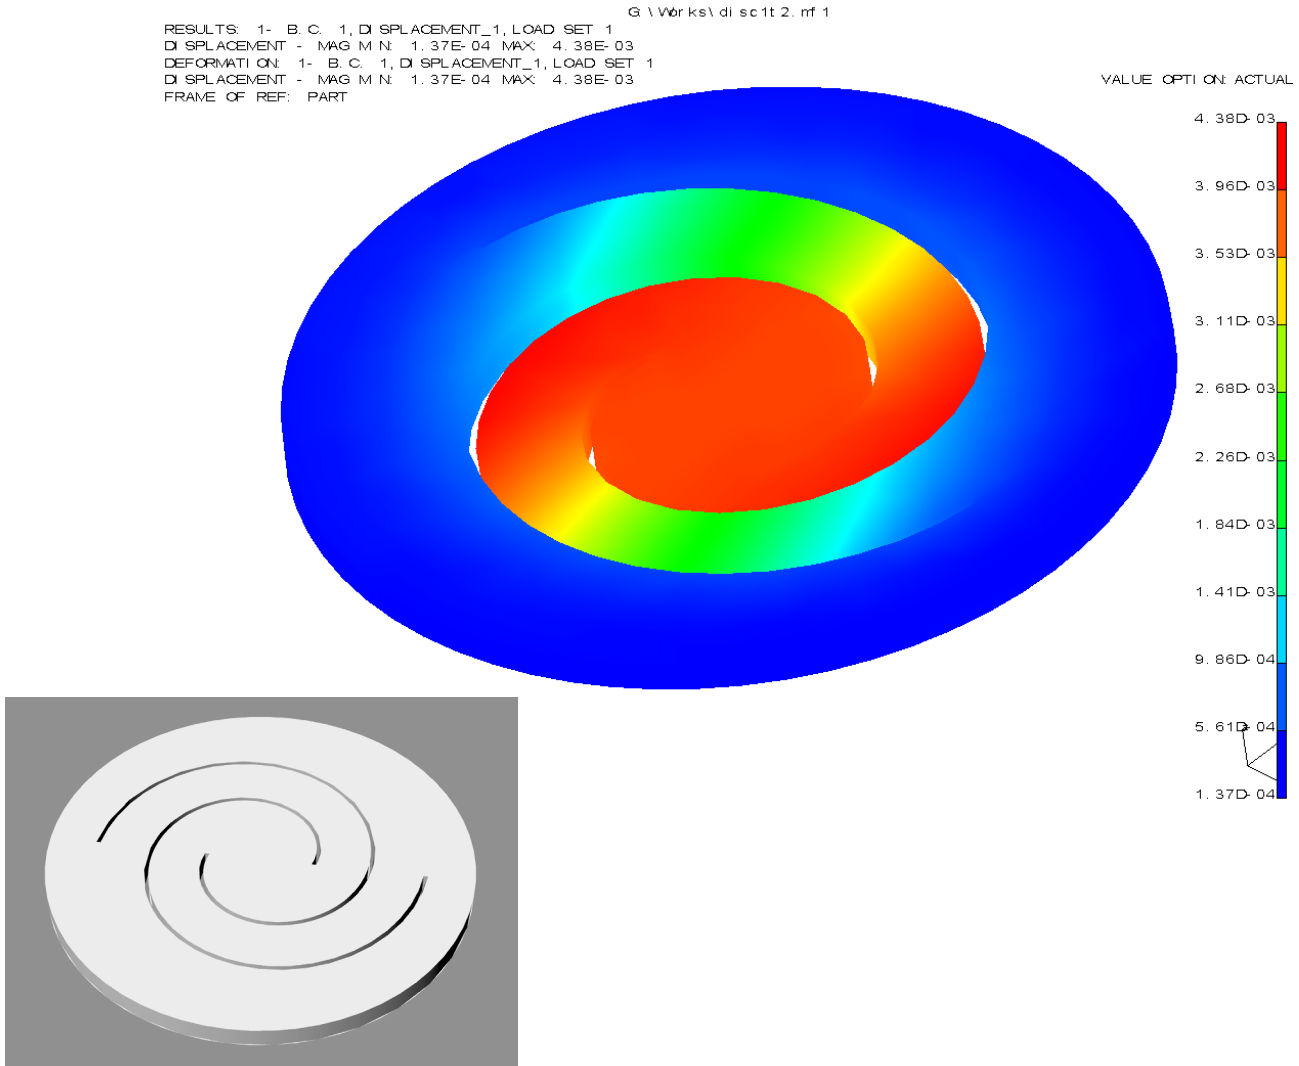 G:\Works\disc1t2.mf1
RESULTS: 1- B.C. 1,DISPLACEMENT_1,LOAD SET 1
DISPLACEMENT - MAG MIN: 1.37E-04 MAX: 4.38E-03
DEFORMATION: 1- B.C. 1,DISPLACEMENT_1,LOAD SET 1
DISPLACEMENT - MAG MIN: 1.37E-04 MAX: 4.38E-03
FRAME OF REF: PART
VALUE OPTION:ACTUAL
4.38D-03
3.96D-03
3.53D-03
3.11D-03
2.68D-03
2.26D-03
1.84D-03
1.41D-03
9.86D-04
5.61D-04
1.37D-04